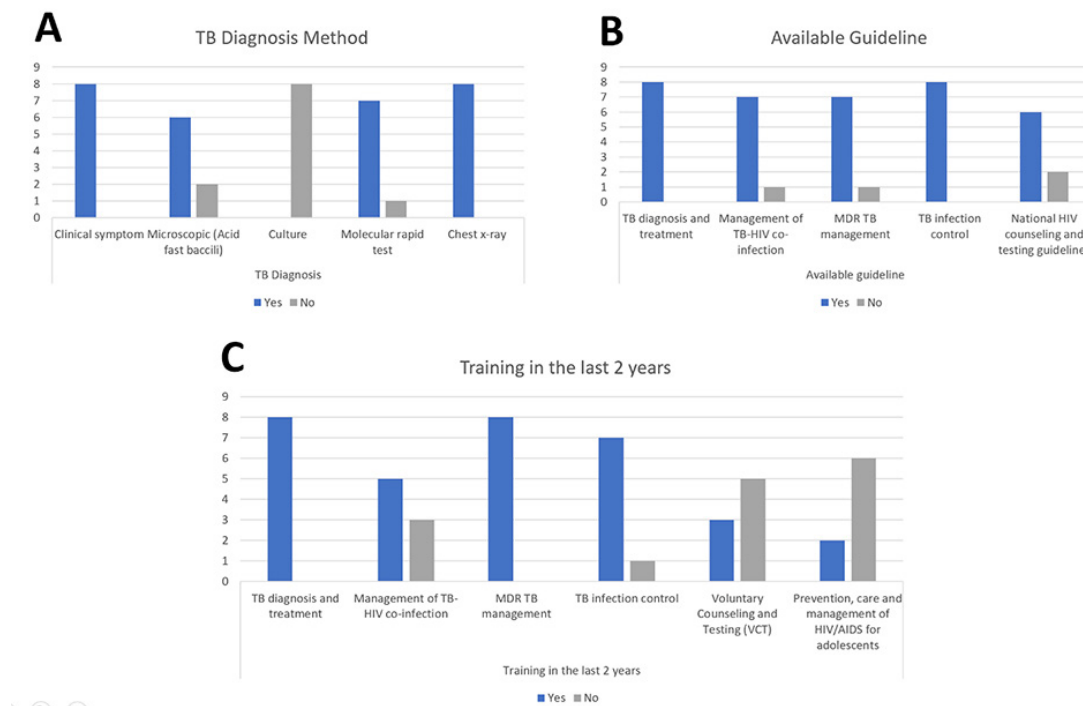 A
TB Diagnosis Method
9
8
7
6
5
4
3
2
1
0
Clinical symptom Microscopic (Acid Culture Molecular rapid Chest x-ray
fast baccili) test
TB Diagnosis
Yes No
B
Available Guideline
9
8
7
6
5
4
3
2
1
0
TB diagnosis and Management of MDR TB TB infection National HIV
treatment TB-HIV co- management control counseling and
infection testing guideline
Available guideline
Yes No
C
Training in the last 2 years
9
8
7
6
5
4
3
2
1
0
TB diagnosis and Management of TB- MDR TB TB infection control Voluntary Prevention, care and
treatment HIV co-infection management Counseling and management of
Testing (VCT) HIV/AIDS for
adolescents
Training in the last 2 years
Yes No